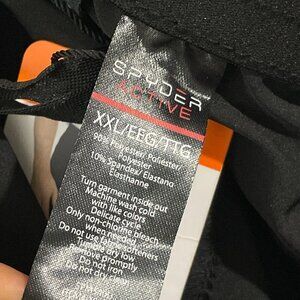 SPYDER
ACTIVE
XXL/EEG/TTG
90% Polyester/Poliéster
Polyester
10% Spandex/Elastano
Elasthanne
Turn garment inside out
Machine wash cold
with like colors
Delicate cycle
Only non-chlorine bleach
when needed
Do not use fabric softeners
Tumble dry low
Remove promptly
Do not iron
Do not dry